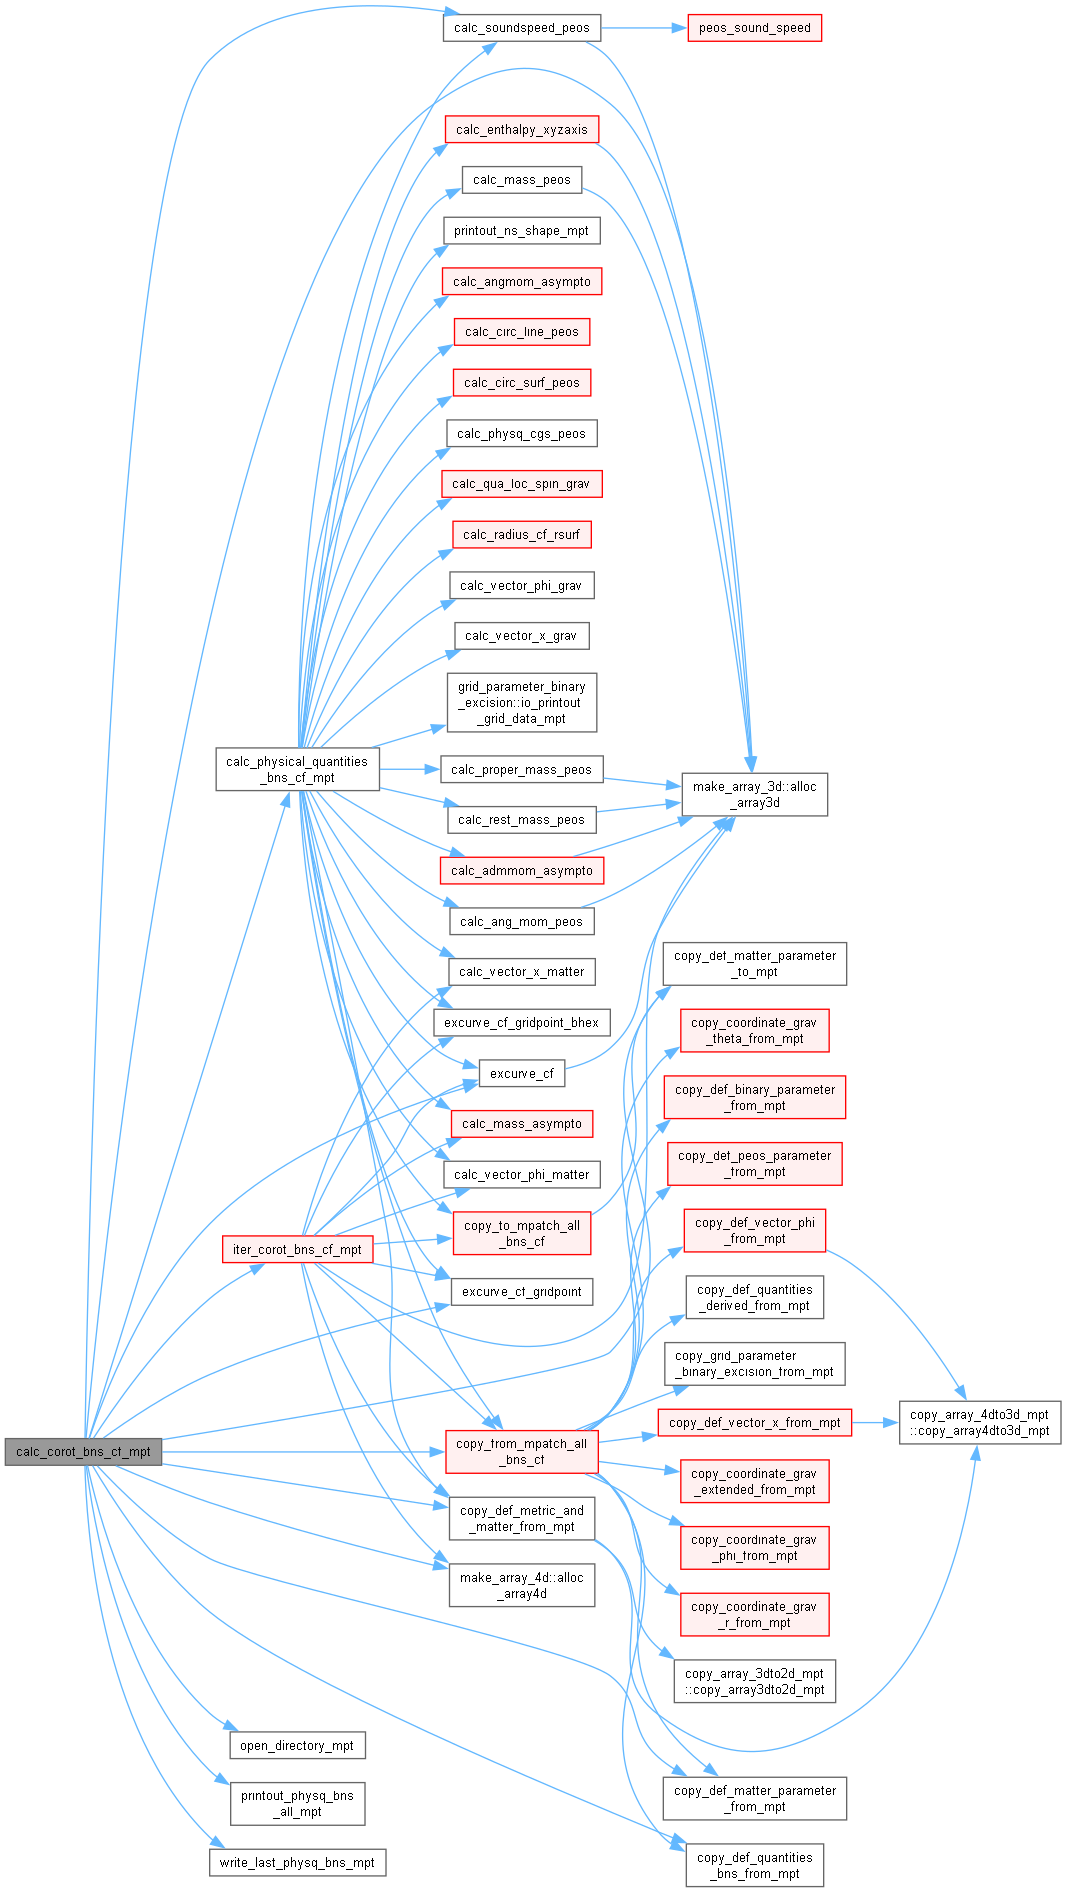 calc_soundspeed_peos
peos_sound_speed
calc_enthalpy_xyzaxis
calc_mass_peos
printout_ns_shape_mpt
calc_angmom_asympto
calc_circ_line_peos
calc_circ_surf_peos
calc_physq_cgs_peos
calc_qua_loc_spin_grav
calc_radius_cf_rsurf
calc_vector_phi_grav
calc_vector_x_grav
grid_parameter_binary
_excision::io_printout
_grid_data_mpt
calc_physical_quantities
_bns_cf_mpt
calc_proper_mass_peos
make_array_3d::alloc
_array3d
calc_rest_mass_peos
calc_admmom_asympto
calc_ang_mom_peos
calc_vector_x_matter
copy_def_matter_parameter
_to_mpt
excurve_cf_gridpoint_bhex
copy_coordinate_grav
_theta_from_mpt
excurve_cf
copy_def_binary_parameter
_from_mpt
calc_mass_asympto
calc_vector_phi_matter
copy_def_peos_parameter
_from_mpt
copy_to_mpatch_all
_bns_cf
copy_def_vector_phi
_from_mpt
iter_corot_bns_cf_mpt
excurve_cf_gridpoint
copy_def_quantities
_derived_from_mpt
copy_grid_parameter
_binary_excision_from_mpt
calc_corot_bns_cf_mpt
copy_from_mpatch_all
_bns_cf
copy_def_vector_x_from_mpt
copy_array_4dto3d_mpt
::copy_array4dto3d_mpt
copy_coordinate_grav
_extended_from_mpt
copy_def_metric_and
_matter_from_mpt
copy_coordinate_grav
_phi_from_mpt
make_array_4d::alloc
_array4d
copy_coordinate_grav
_r_from_mpt
copy_array_3dto2d_mpt
::copy_array3dto2d_mpt
open_directory_mpt
printout_physq_bns
_all_mpt
copy_def_matter_parameter
_from_mpt
write_last_physq_bns_mpt
copy_def_quantities
_bns_from_mpt